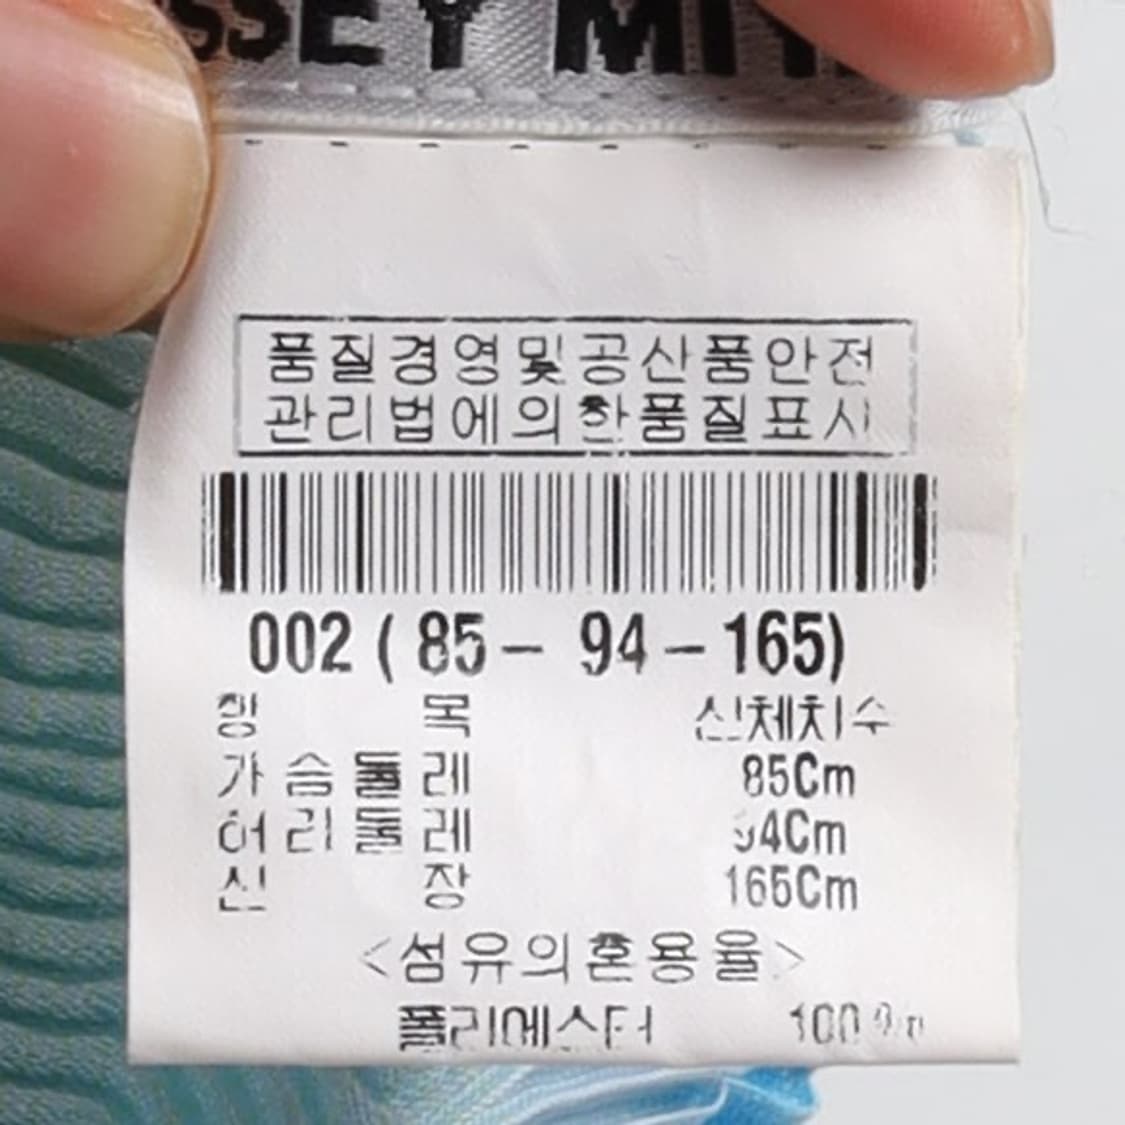 SSEY MIY
품질경영및공산품안전
관리법에의한품질표시
002 ( 85 - 94 - 165)
항 목 신체치수
가슴둘레 85Cm
허리둘레 94Cm
신 장 165Cm
<섬유의혼용율>
폴리에스터 100%